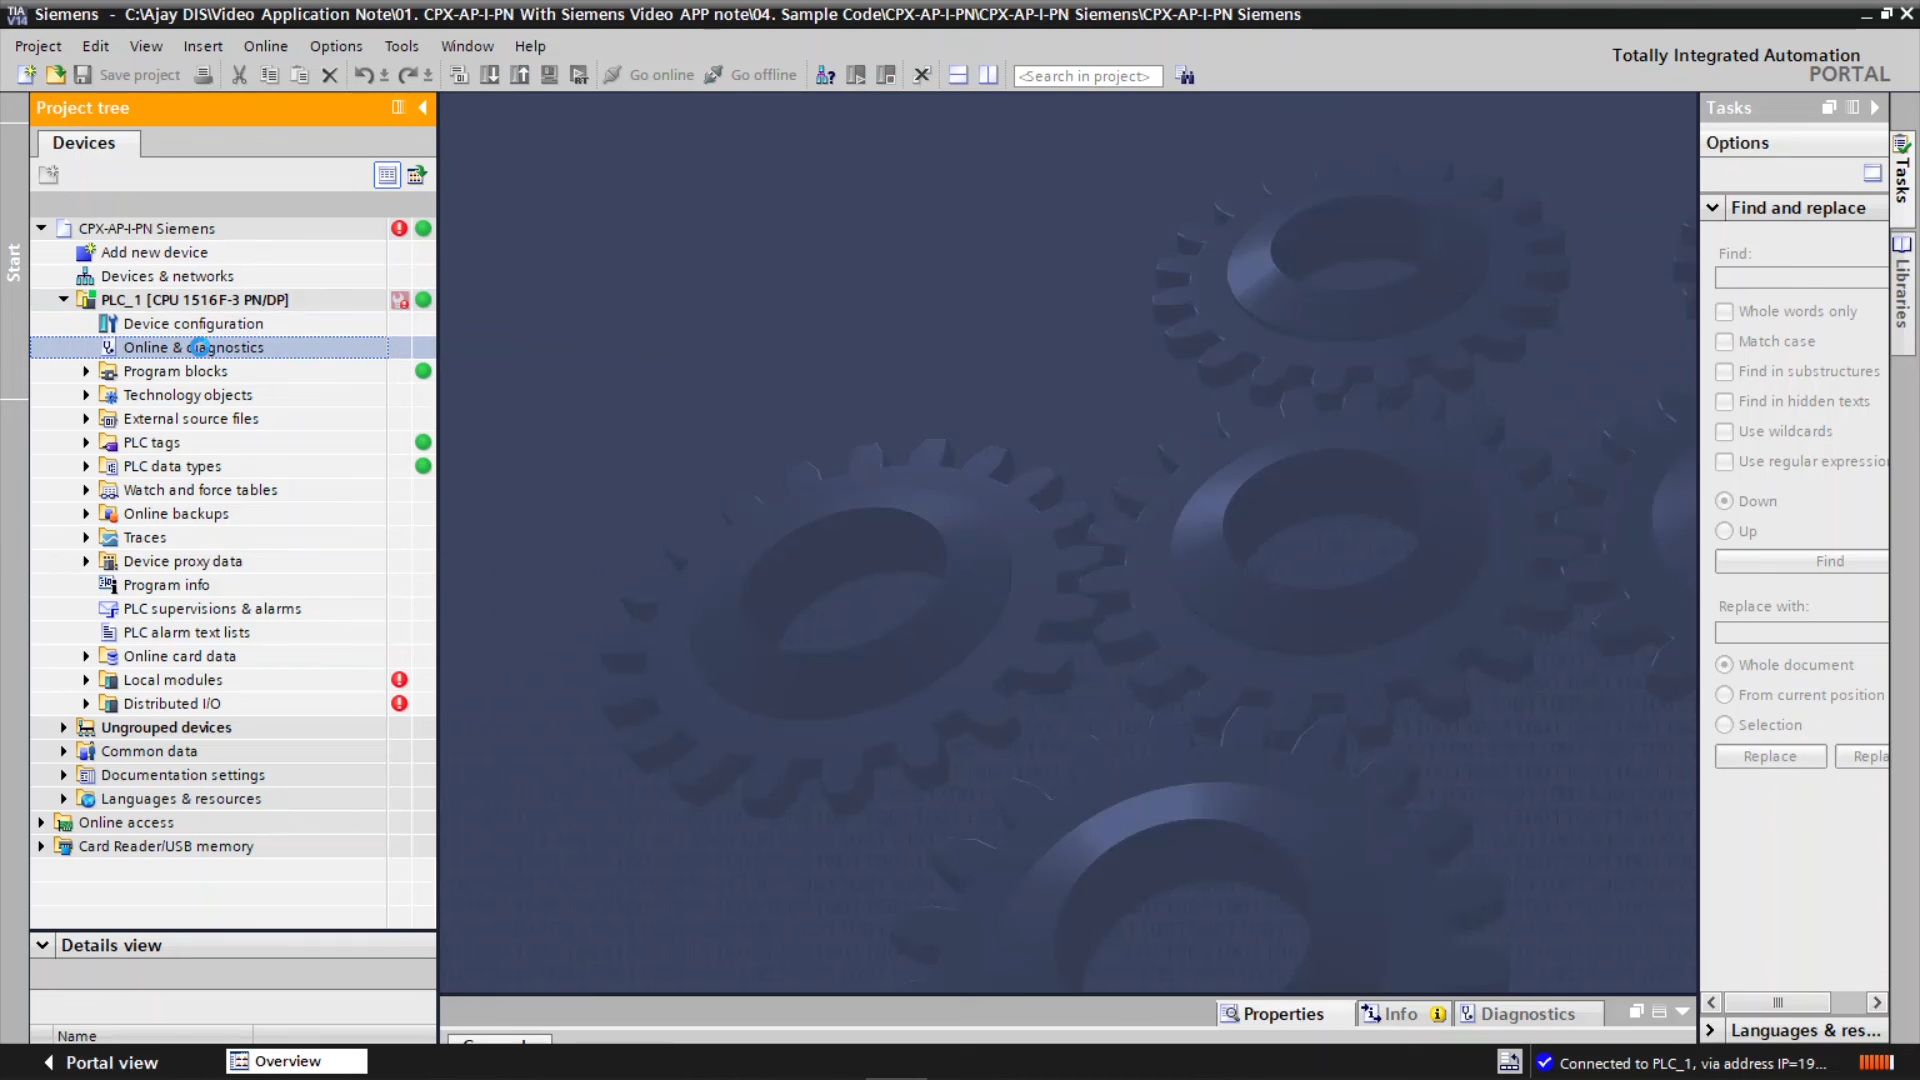 TIA V14 Siemens - C:\Ajay DIS\Video Application Note\01. CPX-AP-I-PN With Siemens Video APP note\04. Sample Code\CPX-AP-I-PN\CPX-AP-I-PN Siemens\CPX-AP-I-PN Siemens
Project Edit View Insert Online Options Tools Window Help
Totally Integrated Automation
PORTAL
Save project Go online Go offline <Search in project>
Project tree
Devices
Start
CPX-AP-I-PN Siemens
Add new device
Devices & networks
PLC_1 [CPU 1516F-3 PN/DP]
Device configuration
Online & diagnostics
Program blocks
Technology objects
External source files
PLC tags
PLC data types
Watch and force tables
Online backups
Traces
Device proxy data
Program info
PLC supervisions & alarms
PLC alarm text lists
Online card data
Local modules
Distributed I/O
Ungrouped devices
Common data
Documentation settings
Languages & resources
Online access
Card Reader/USB memory
Details view
Name
Tasks
Options
Find and replace
Find:
Whole words only
Match case
Find in substructures
Find in hidden texts
Use wildcards
Use regular expressio
Down
Up
Find
Replace with:
Whole document
From current position
Selection
Replace Repla
Languages & res...
Tasks
Libraries
Properties Info Diagnostics
Portal view Overview
Connected to PLC_1, via address IP=19...